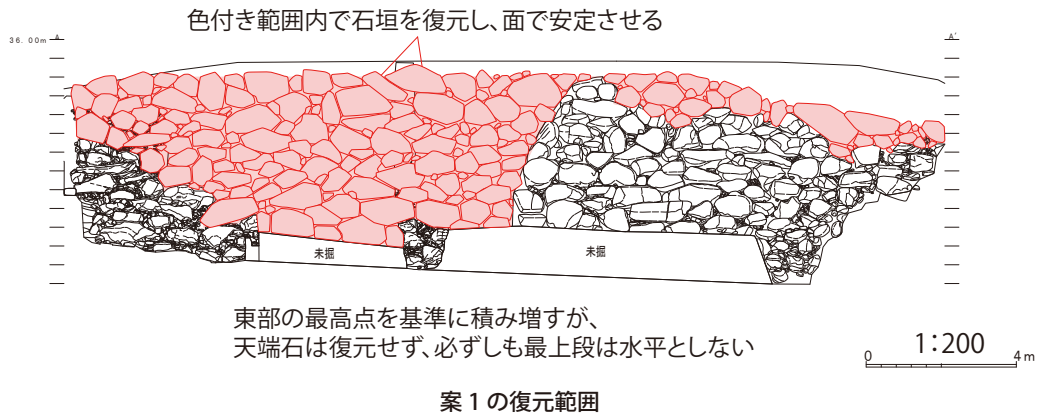 色付き範囲内で石垣を復元し、面で安定させる
36.00m A A'
未掘 未掘
東部の最高点を基準に積み増すが、
天端石は復元せず、必ずしも最上段は水平としない
1:200
0 4m
案1の復元範囲